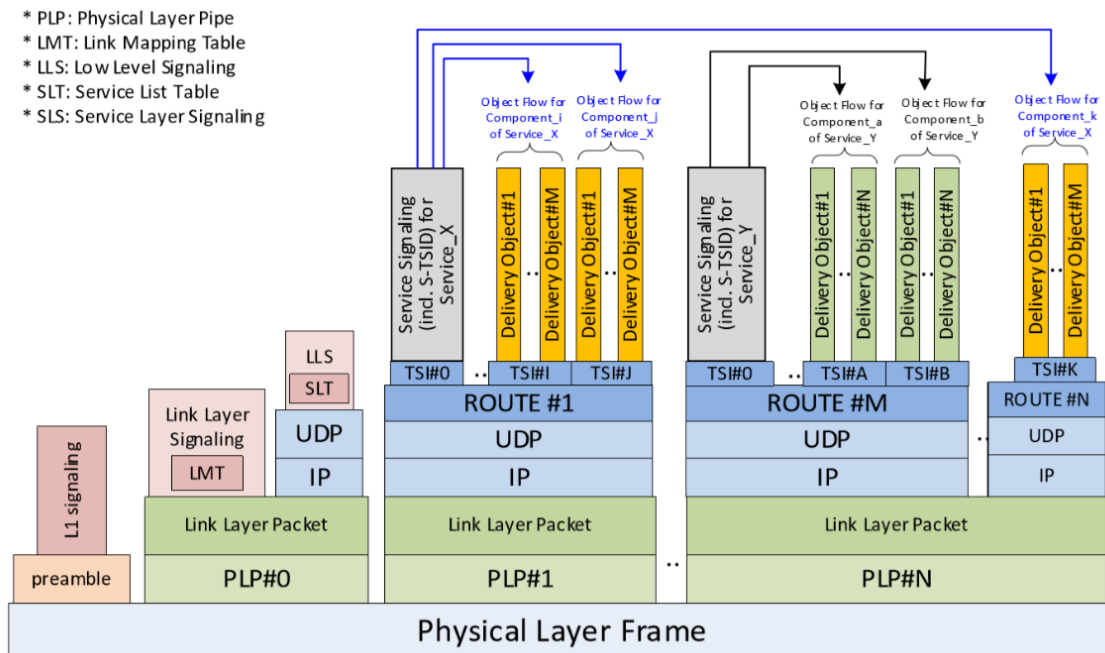 * PLP: Physical Layer Pipe
* LMT: Link Mapping Table
* LLS: Low Level Signaling
* SLT: Service List Table
* SLS: Service Layer Signaling
Object Flow for
Component_i
of Service_X
Object Flow for
Component_j
of Service_X
Object Flow for
Component_a
of Service_Y
Object Flow for
Component_b
of Service_Y
Object Flow for
Component_k
of Service_X
Service Signaling
(incl. S-TSID) for
Service_X
Delivery Object#1
..
Delivery Object#M
Delivery Object#1
..
Delivery Object#M
Service Signaling
(incl. S-TSID) for
Service_Y
Delivery Object#1
..
Delivery Object#N
Delivery Object#1
..
Delivery Object#N
Delivery Object#1
..
Delivery Object#M
TSI#0
..
TSI#I
TSI#J
TSI#0
..
TSI#A
TSI#B
TSI#K
LLS
SLT
ROUTE #1
ROUTE #M
ROUTE #N
Link Layer
Signaling
LMT
UDP
UDP
UDP
..
UDP
IP
IP
IP
IP
L1 signaling
Link Layer Packet
Link Layer Packet
Link Layer Packet
preamble
PLP#0
PLP#1
..
PLP#N
Physical Layer Frame